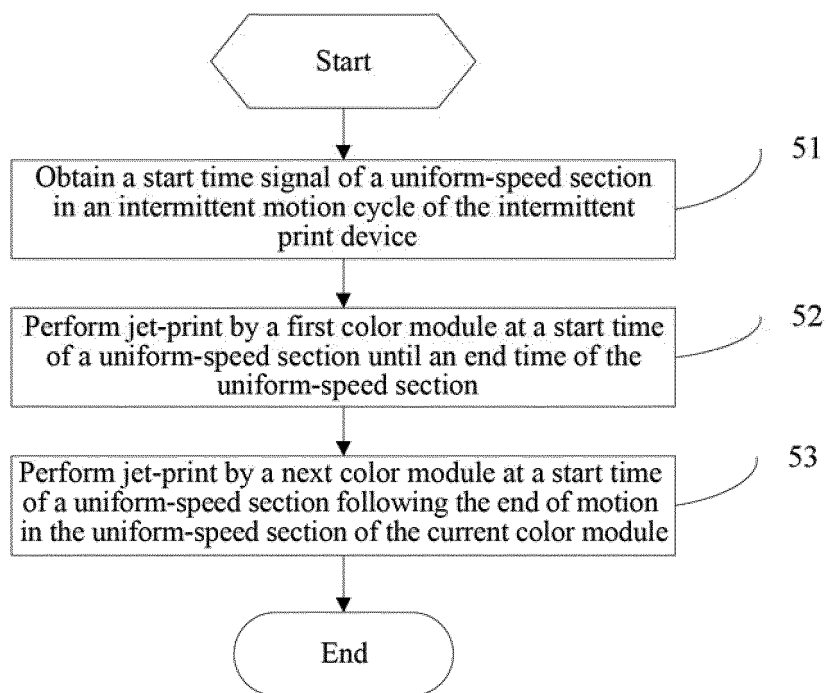 Start
51
Obtain a start time signal of a uniform-speed section
in an intermittent motion cycle of the intermittent
print device
52
Perform jet-print by a first color module at a start time
of a uniform-speed section until an end time of the
uniform-speed section
53
Perform jet-print by a next color module at a start time
of a uniform-speed section following the end of motion
in the uniform-speed section of the current color module
End